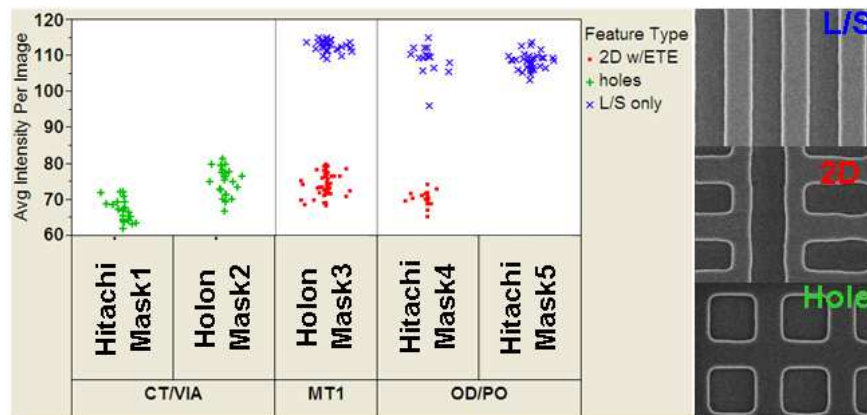 120
110
100
90
80
70
60
Avg Intensity Per Image
Feature Type
2D w/ETE
holes
L/S only
Hitachi
Mask1
Holon
Mask2
Holon
Mask3
Hitachi
Mask4
Hitachi
Mask5
CT/VIA
MT1
OD/PO
L/S
2D
Hole